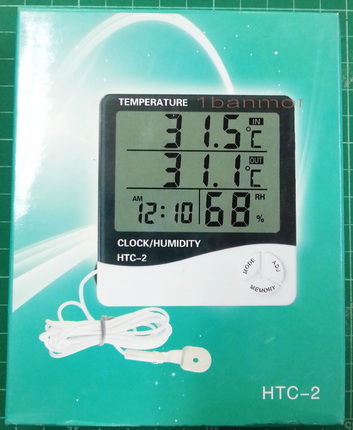 TEMPERATURE
1banmoi
31.5°C IN
31.1°C OUT
AM 12:10 68 RH %
CLOCK/HUMIDITY
HTC-2
MODE ADJ
MEMORY
HTC-2